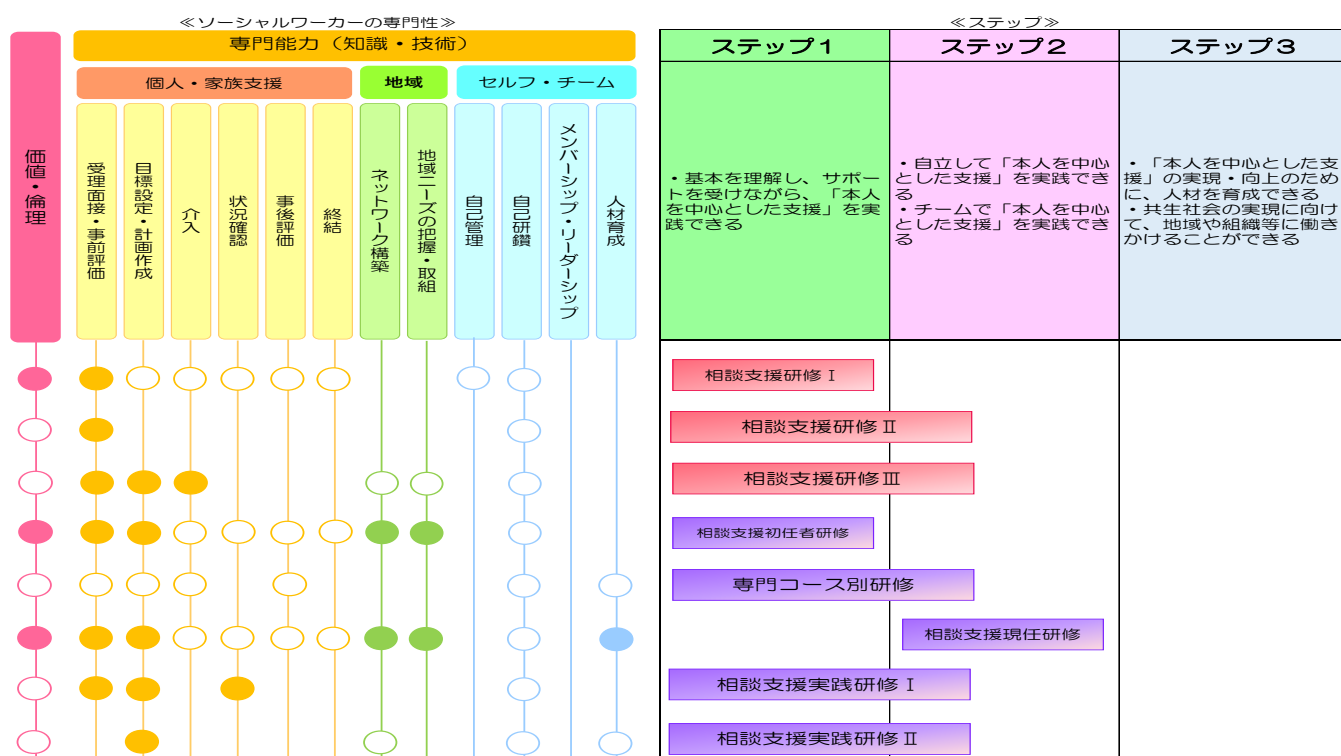 ≪ソーシャルワーカーの専門性≫
≪ステップ≫
価値・倫理
専門能力（知識・技術）
個人・家族支援
地域
セルフ・チーム
受理面接・事前評価
目標設定・計画作成
介入
状況確認
事後評価
終結
ネットワーク構築
地域ニーズの把握・取組
自己管理
自己研鑽
メンバーシップ・リーダーシップ
人材育成
ステップ１
ステップ２
ステップ３
・基本を理解し、サポー
トを受けながら、「本人
を中心とした支援」を実
践できる
・自立して「本人を中心
とした支援」を実践でき
る
・チームで「本人を中心
とした支援」を実践でき
る
・「本人を中心とした支
援」の実現・向上のため
に、人材を育成できる
・共生社会の実現に向け
て、地域や組織等に働き
かけることができる
相談支援研修Ⅰ
相談支援研修Ⅱ
相談支援研修Ⅲ
相談支援初任者研修
専門コース別研修
相談支援現任研修
相談支援実践研修Ⅰ
相談支援実践研修Ⅱ